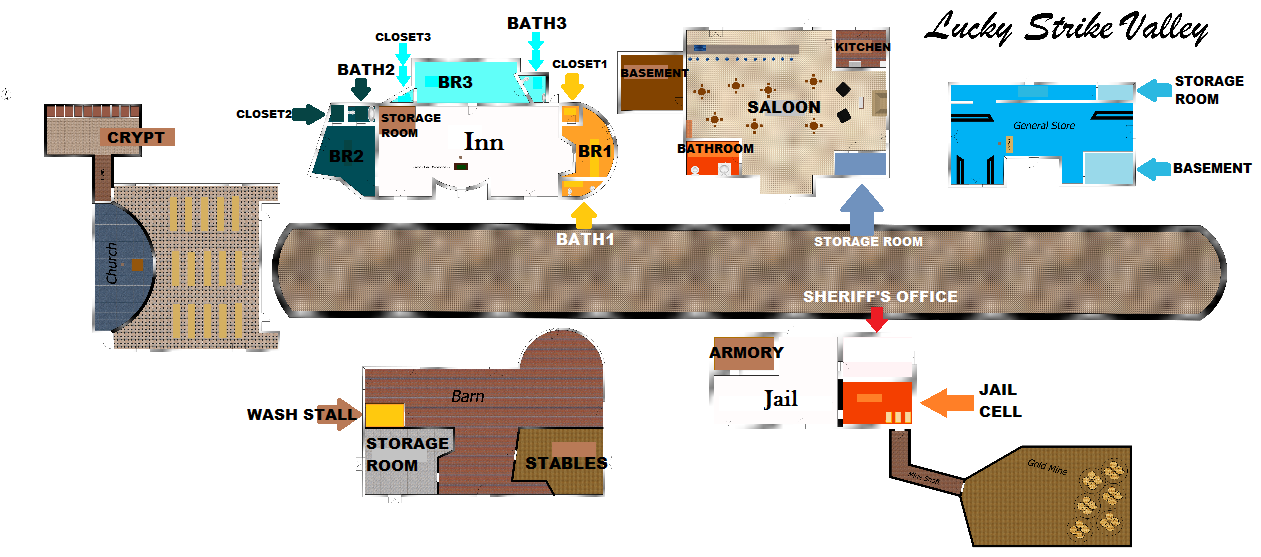 Lucky Strike Valley
BATH3
CLOSET3
CLOSET1
BATH2
BR3
CLOSET2
STORAGE
ROOM
Inn
BR2
BR1
BATH1
KITCHEN
BASEMENT
SALOON
BATHROOM
STORAGE ROOM
STORAGE
ROOM
General Store
BASEMENT
CRYPT
Church
SHERIFF'S OFFICE
ARMORY
Jail
JAIL
CELL
Barn
WASH STALL
STORAGE
ROOM
STABLES
Mine Shaft
Gold Mine